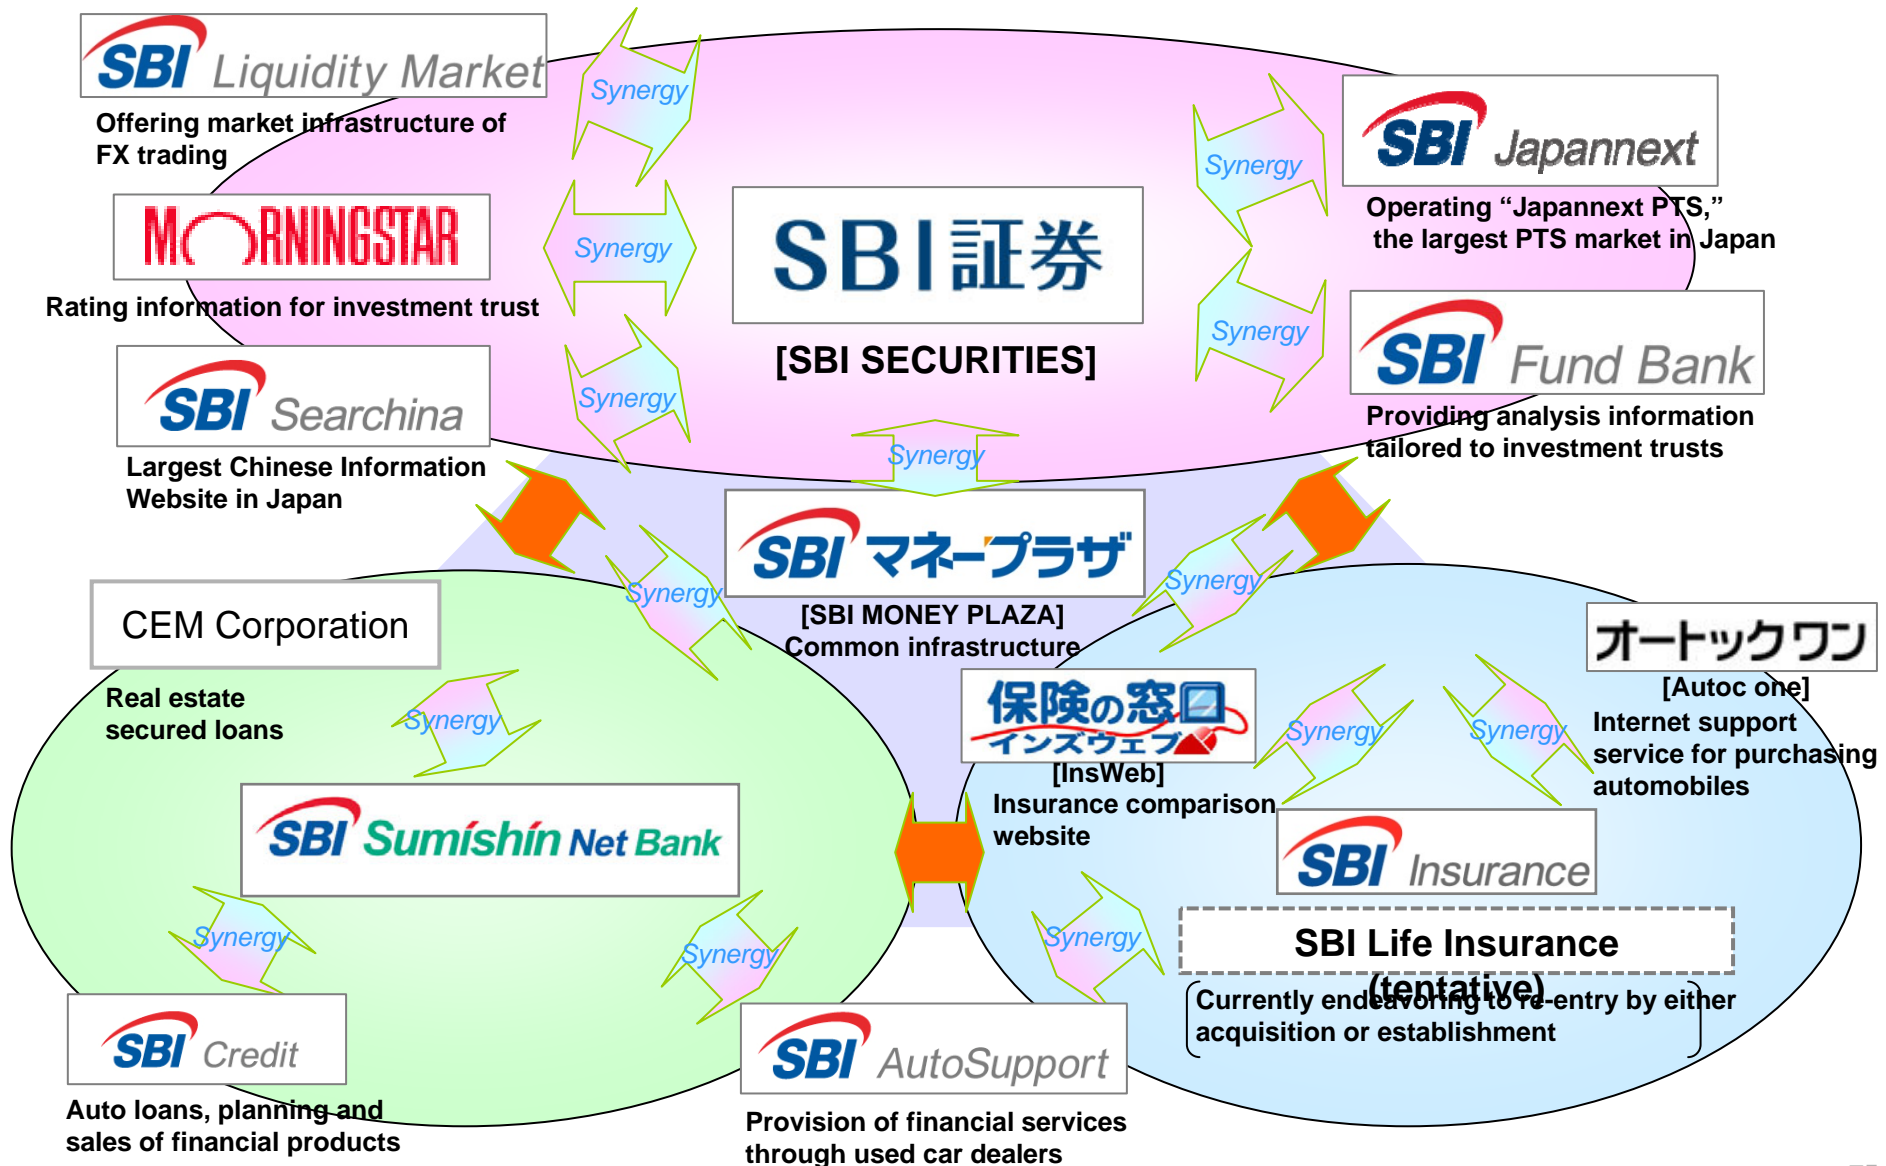 SBI Liquidity Market
Offering market infrastructure of
FX trading
Synergy
MORNINGSTAR
Rating information for investment trust
Synergy
SBI Searchina
Largest Chinese Information
Website in Japan
Synergy
SBI証券
[SBI SECURITIES]
Synergy
SBI Japannext
Operating “Japannext PTS,”
the largest PTS market in Japan
Synergy
SBI Fund Bank
Providing analysis information
tailored to investment trusts
Synergy
SBI マネープラザ
[SBI MONEY PLAZA]
Common infrastructure
Synergy
Synergy
CEM Corporation
Real estate
secured loans
Synergy
SBI Sumishin Net Bank
Synergy
Synergy
SBI Credit
Auto loans, planning and
sales of financial products
SBI AutoSupport
Provision of financial services
through used car dealers
Synergy
保険の窓口
インズウェブ
[InsWeb]
Insurance comparison
website
Synergy
Synergy
オートックワン
[Autoc one]
Internet support
service for purchasing
automobiles
SBI Insurance
SBI Life Insurance
(tentative)
Currently endeavoring to re-entry by either
acquisition or establishment